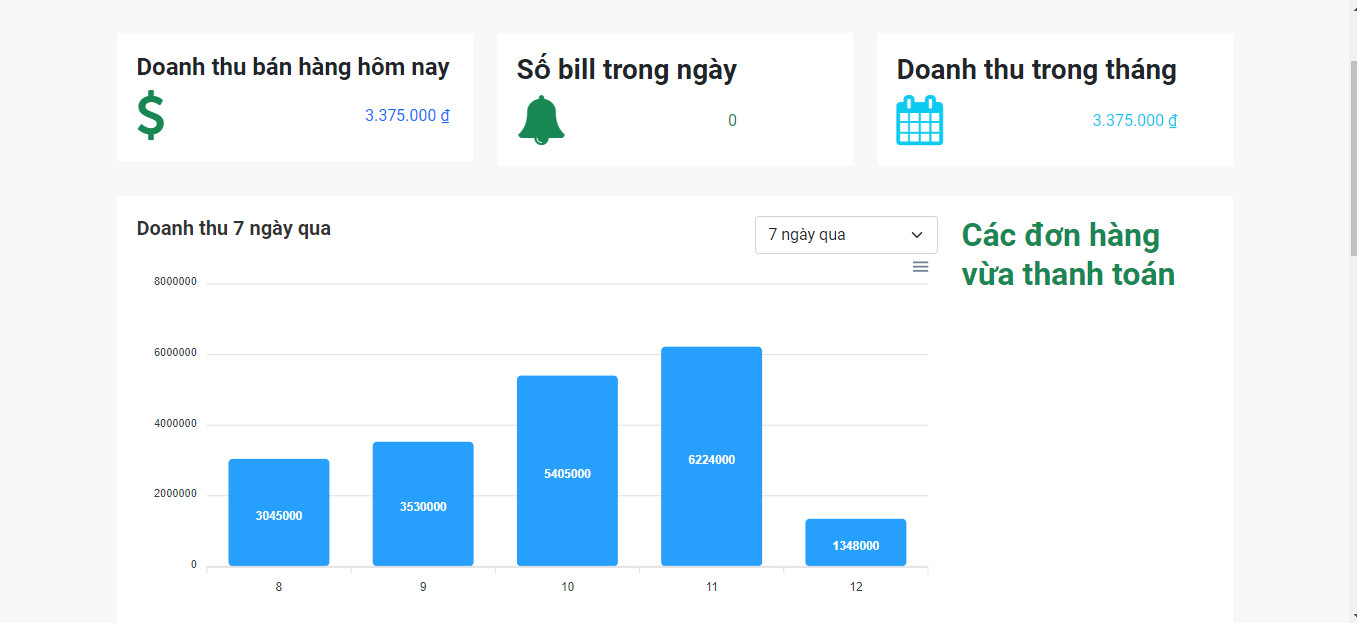 Doanh thu bán hàng hôm nay
3.375.000 ₫
Số bill trong ngày
0
Doanh thu trong tháng
3.375.000 ₫
Doanh thu 7 ngày qua
7 ngày qua
Các đơn hàng
vừa thanh toán
8000000
6000000
4000000
2000000
0
3045000
3530000
5405000
6224000
1348000
8
9
10
11
12